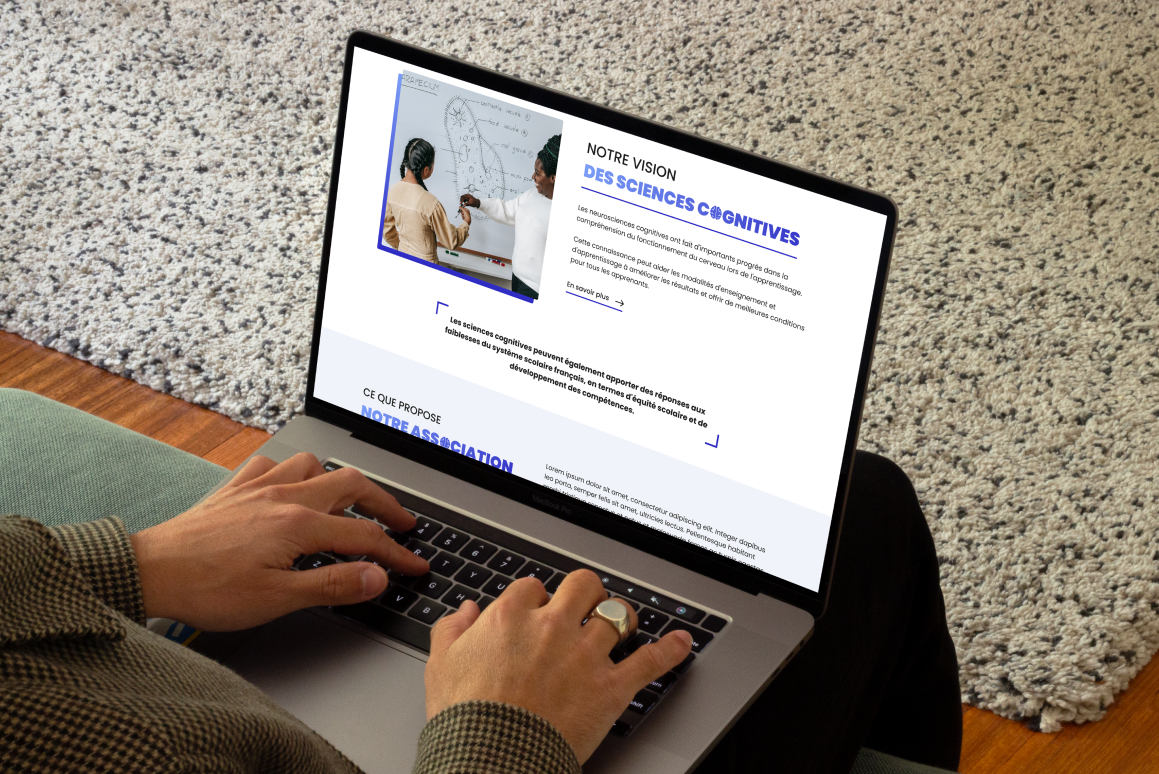 PARAMECIUM
NOTRE VISION
DES SCIENCES COGNITIVES
Les neurosciences cognitives ont fait d'importants progrès dans la
compréhension du fonctionnement du cerveau lors de l'apprentissage.
Cette connaissance peut aider les modalités d'enseignement et
d'apprentissage à améliorer les résultats et offrir de meilleures conditions
pour tous les apprenants.
En savoir plus →
Les sciences cognitives peuvent également apporter des réponses aux
faiblesses du système scolaire français, en termes d'équité scolaire et de
développement des compétences.
CE QUE PROPOSE
NOTRE ASSOCIATION
Lorem ipsum dolor sit amet, consectetur adipiscing elit. Integer dapibus
leo porta, semper felis sit amet, ultricies lectus. Pellentesque habitant
MacBook Pro
4 5 6 7
R T Y U
Z G
V B